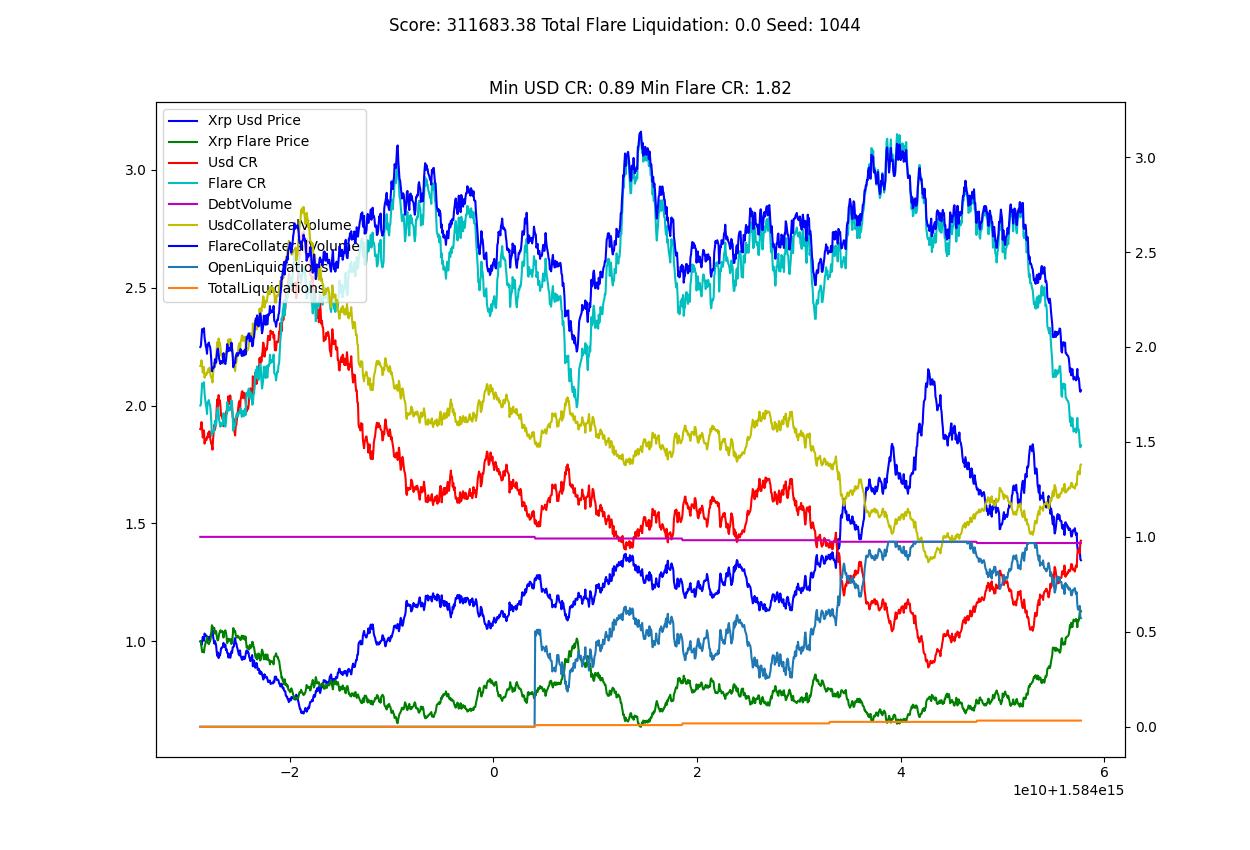 Score: 311683.38 Total Flare Liquidation: 0.0 Seed: 1044
Min USD CR: 0.89 Min Flare CR: 1.82
Xrp Usd Price
Xrp Flare Price
Usd CR
Flare CR
DebtVolume
UsdCollateralVolume
FlareCollateralVolume
OpenLiquidations
TotalLiquidations
3.0
2.5
2.0
1.5
1.0
3.0
2.5
2.0
1.5
1.0
0.5
0.0
−2
0
2
4
6
1e10+1.584e15